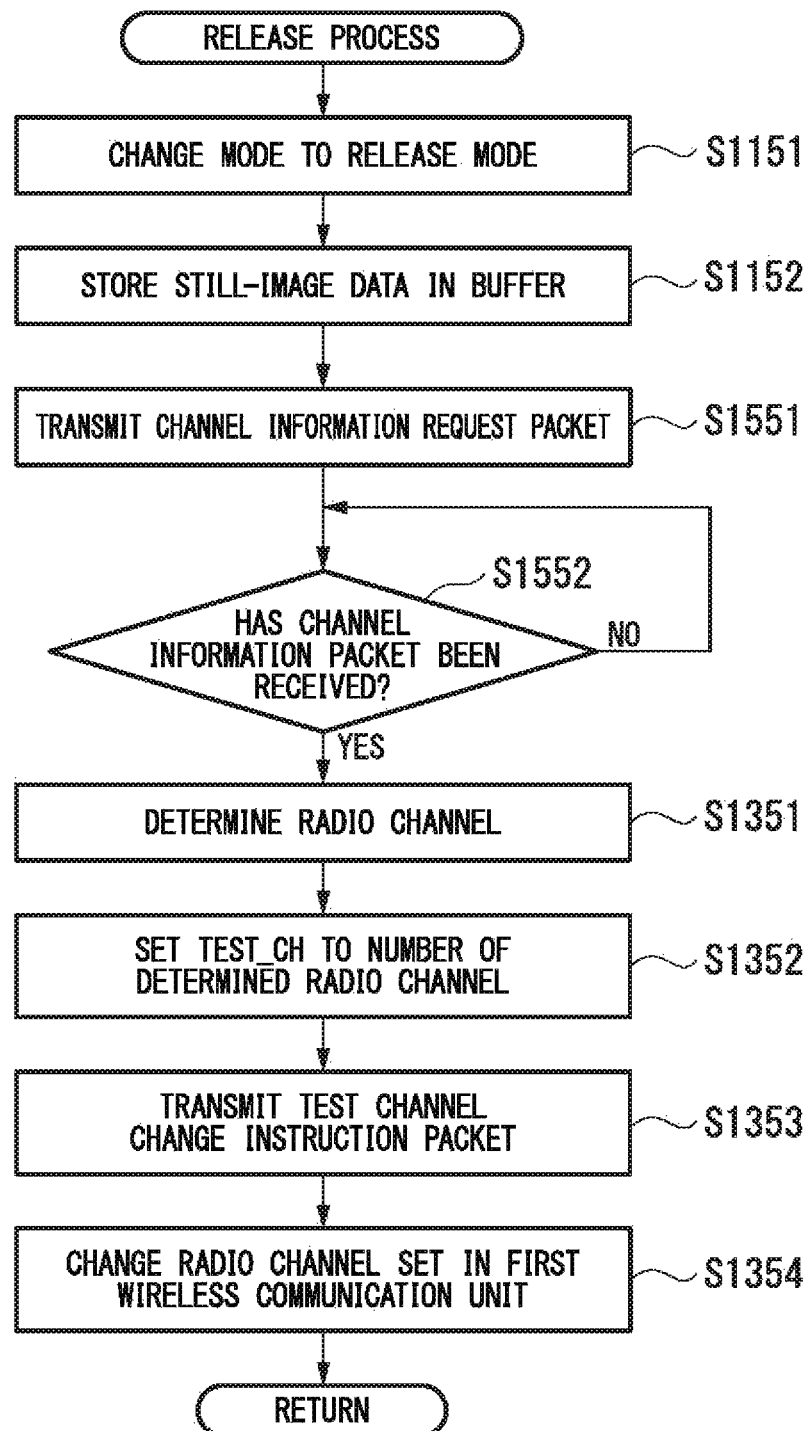 RELEASE PROCESS
CHANGE MODE TO RELEASE MODE
S1151
STORE STILL-IMAGE DATA IN BUFFER
S1152
TRANSMIT CHANNEL INFORMATION REQUEST PACKET
S1551
S1552
HAS CHANNEL
INFORMATION PACKET BEEN
RECEIVED?
NO
YES
DETERMINE RADIO CHANNEL
S1351
SET TEST_CH TO NUMBER OF
DETERMINED RADIO CHANNEL
S1352
TRANSMIT TEST CHANNEL
CHANGE INSTRUCTION PACKET
S1353
CHANGE RADIO CHANNEL SET IN FIRST
WIRELESS COMMUNICATION UNIT
S1354
RETURN